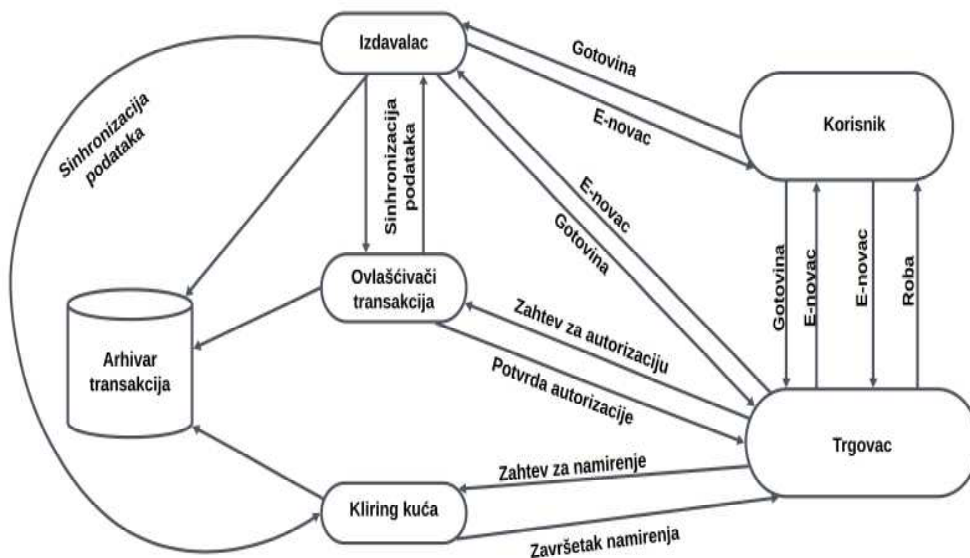 Izdavalac
Gotovina
E-novac
Korisnik
Sinhronizacija
podataka
Sinhronizacija
podataka
E-novac
Gotovina
Gotovina
E-novac
E-novac
Roba
Ovlašćivači
transakcija
Zahtev za autorizaciju
Potvrda autorizacije
Arhivar
transakcija
Trgovac
Zahtev za namirenje
Kliring kuća
Završetak namirenja